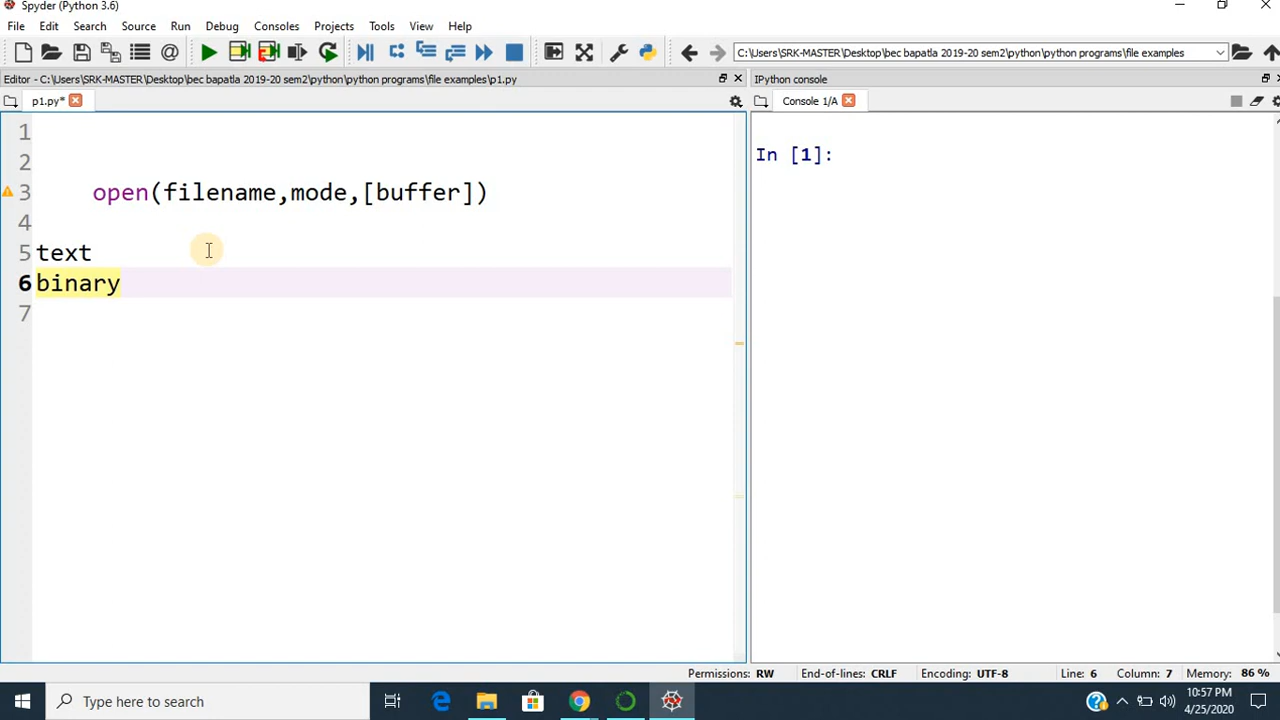 Spyder (Python 3.6)
File Edit Search Source Run Debug Consoles Projects Tools View Help
C:\Users\SRK-MASTER\Desktop\bec bapatla 2019-20 sem2\python\python programs\file examples
Editor - C:\Users\SRK-MASTER\Desktop\bec bapatla 2019-20 sem2\python\python programs\file examples\p1.py
IPython console
p1.py*
Console 1/A
1
2
3 open(filename,mode,[buffer])
4
5 text
6 binary
7
In [1]:
Permissions: RW End-of-lines: CRLF Encoding: UTF-8 Line: 6 Column: 7 Memory: 86 %
Type here to search
10:57 PM
4/25/2020